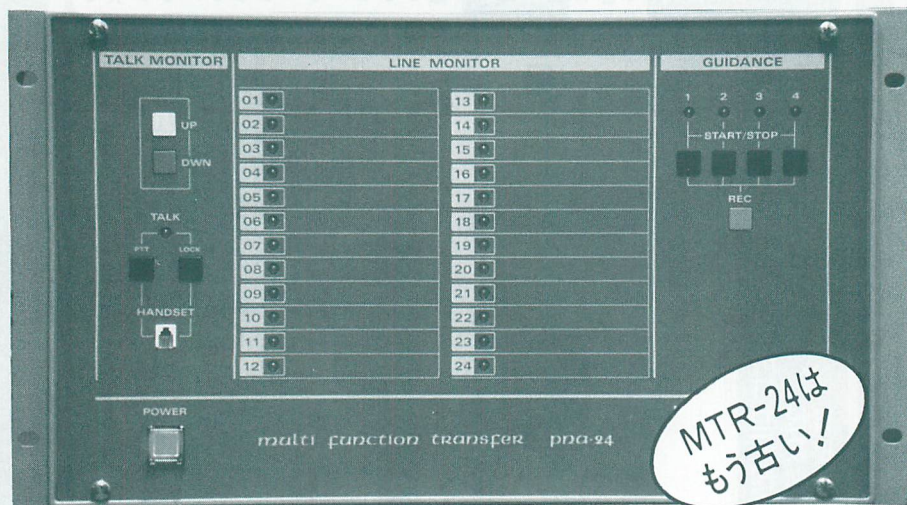 TALK MONITOR
UP
DWN
TALK
PTT
LOCK
HANDSET
LINE MONITOR
01
02
03
04
05
06
07
08
09
10
11
12
13
14
15
16
17
18
19
20
21
22
23
24
GUIDANCE
1 2 3 4
START/STOP
REC
POWER
multi function transfer pna-24
MTR-24は
もう古い!